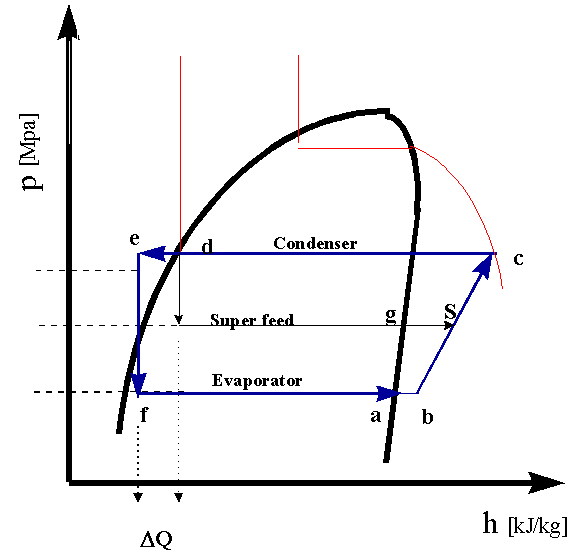 p [Mpa]
e
d
Condenser
c
Super feed
g
S
Evaporator
f
a
b
h [kJ/kg]
ΔQ